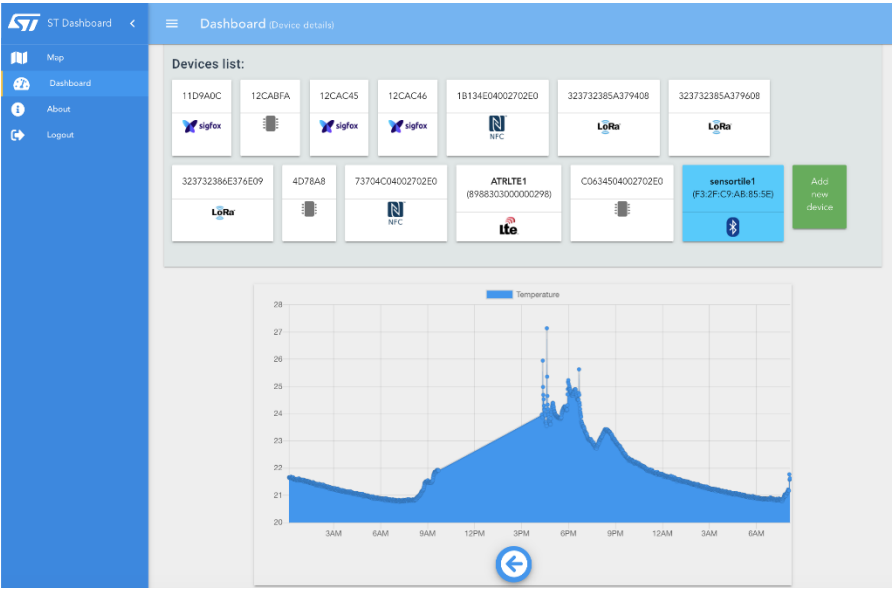 ST Dashboard
Dashboard (Device details)
Map
Dashboard
About
Logout
Devices list:
11D9A0C
sigfox
12CABFA
12CAC45
sigfox
12CAC46
sigfox
1B134E04002702E0
NFC
323732385A379408
LoRa
323732385A379608
LoRa
323732386E376E09
LoRa
4D78A8
73704C04002702E0
NFC
ATRLTE1
(8988303000000298)
lte
C0634504002702E0
sensortile1
(F3:2F:C9:AB:85:5E)
Add
new
device
Temperature
28
27
26
25
24
23
22
21
20
3AM 6AM 9AM 12PM 3PM 6PM 9PM 12AM 3AM 6AM